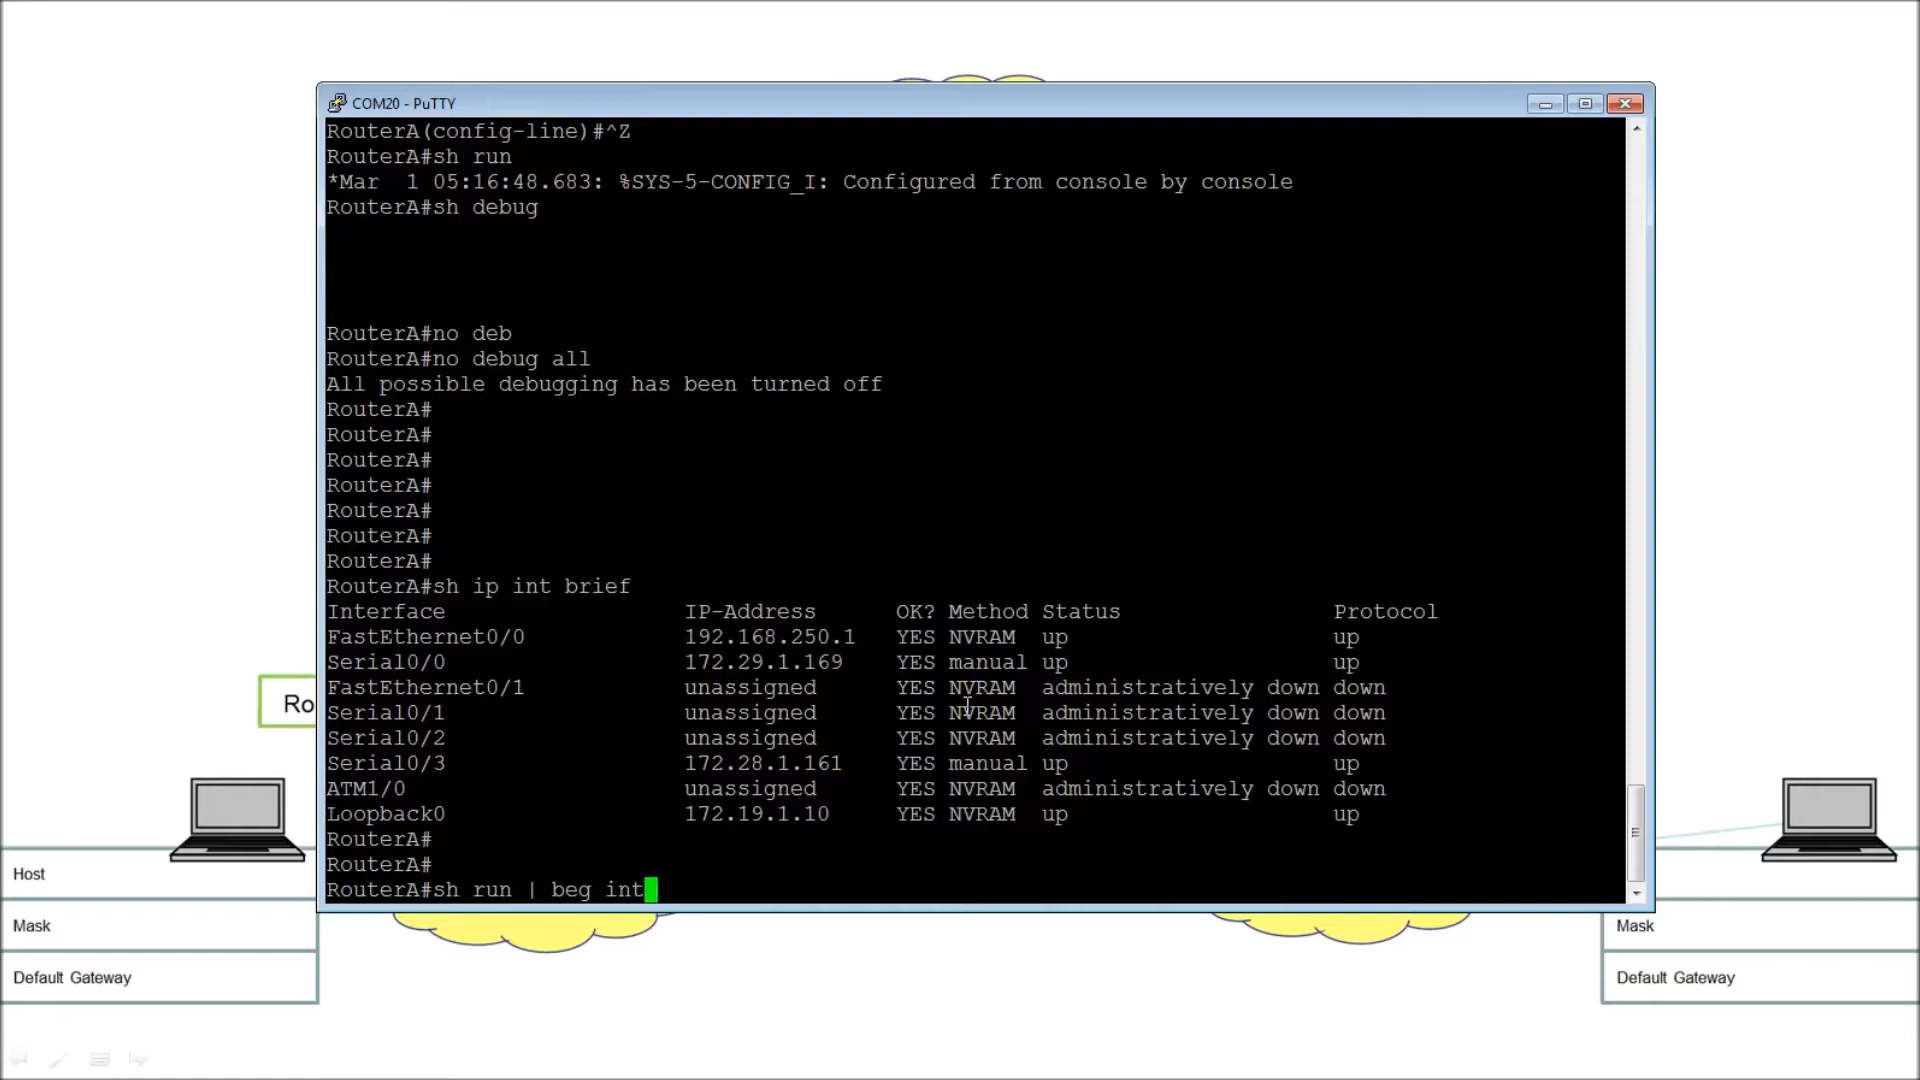 COM20 - PuTTY
RouterA(config-line)#^Z
RouterA#sh run
*Mar  1 05:16:48.683: %SYS-5-CONFIG_I: Configured from console by console
RouterA#sh debug
RouterA#no deb
RouterA#no debug all
All possible debugging has been turned off
RouterA#
RouterA#
RouterA#
RouterA#
RouterA#
RouterA#
RouterA#
RouterA#sh ip int brief
Interface                  IP-Address      OK? Method Status                Protocol
FastEthernet0/0            192.168.250.1   YES NVRAM  up                    up
Serial0/0                  172.29.1.169    YES manual up                    up
FastEthernet0/1            unassigned      YES NVRAM  administratively down down
Serial0/1                  unassigned      YES NVRAM  administratively down down
Serial0/2                  unassigned      YES NVRAM  administratively down down
Serial0/3                  172.28.1.161    YES manual up                    up
ATM1/0                     unassigned      YES NVRAM  administratively down down
Loopback0                  172.19.1.10     YES NVRAM  up                    up
RouterA#
RouterA#
RouterA#sh run | beg int
Ro
Host
Mask
Default Gateway
Mask
Default Gateway